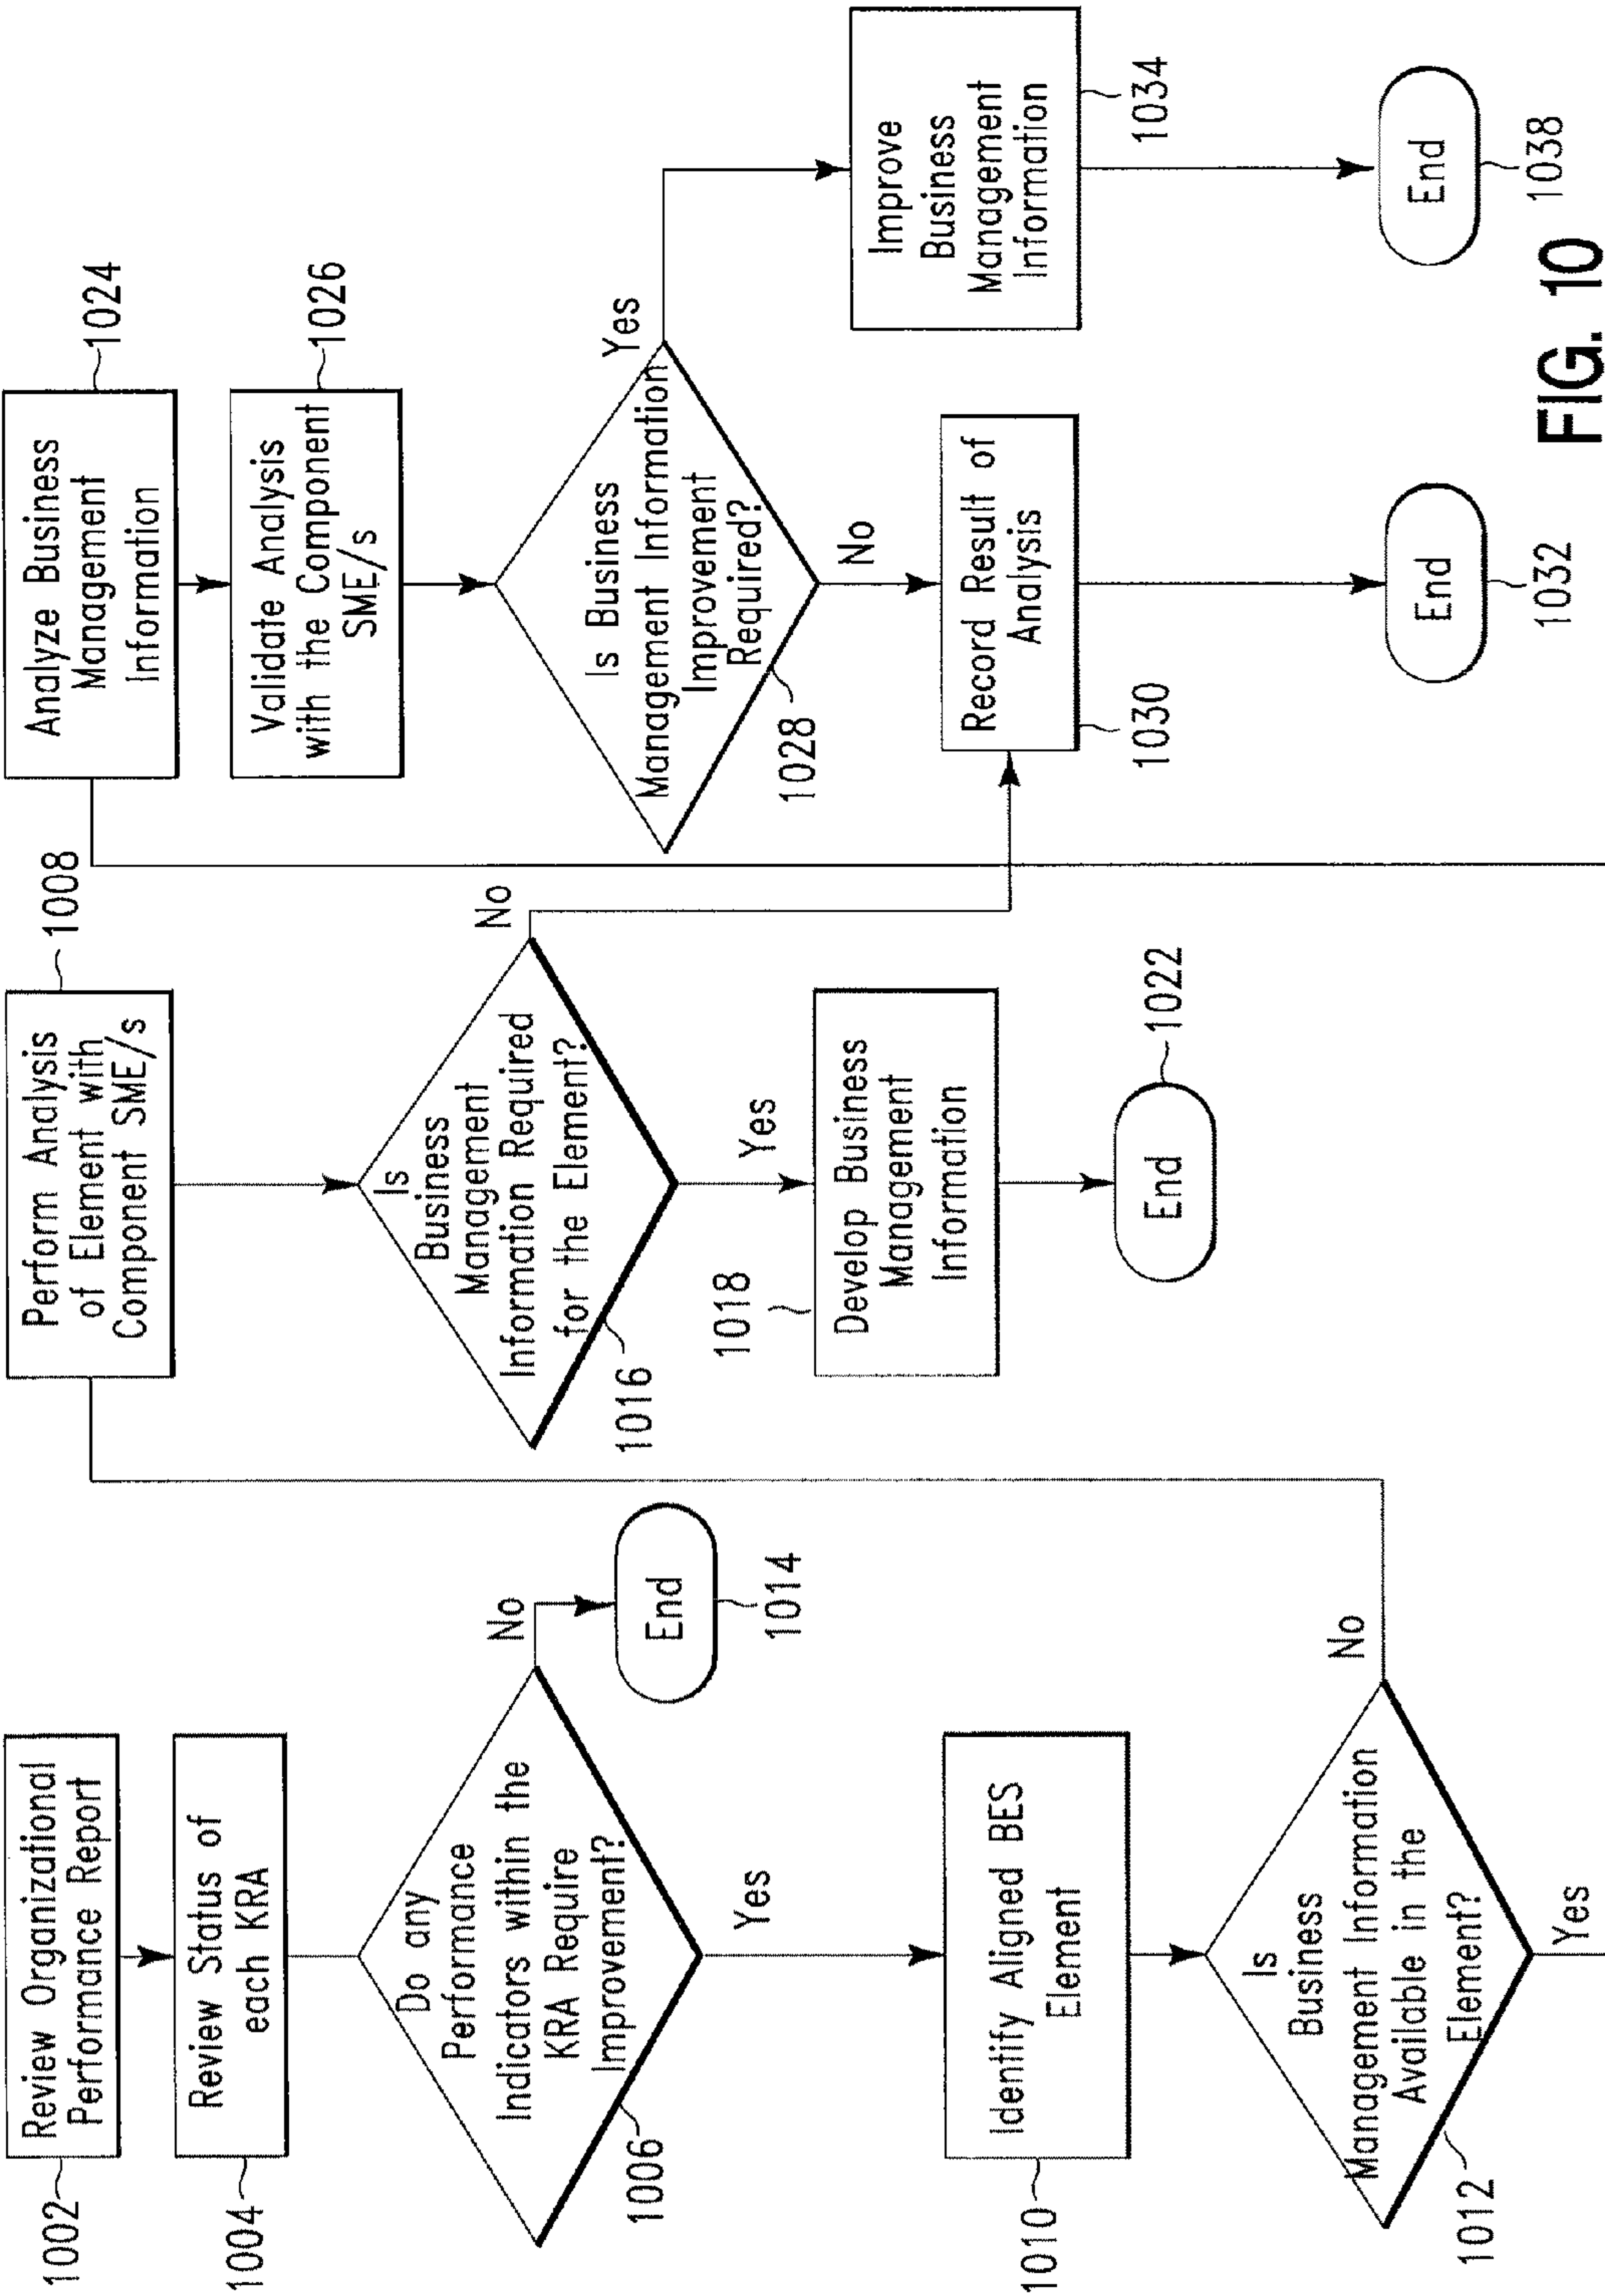 1002
Review Organizational
Performance Report
1004
Review Status of
each KRA
Do any
Performance
Indicators within the
KRA Require
Improvement?
1006
No
End
1014
Yes
1010
Identify Aligned BES
Element
Is
Business
Management Information
Available in the
Element?
1012
No
Yes
Perform Analysis
of Element with
Component SME/s
1008
Is
Business
Management
Information Required
for the Element?
1016
No
Yes
1018
Develop Business
Management
Information
End
1022
Analyze Business
Management
Information
1024
Validate Analysis
with the Component
SME/s
1026
Is Business
Management Information
Improvement
Required?
1028
Yes
No
Record Result of
Analysis
1030
End
1032
Improve
Business
Management
Information
1034
End
1038
FIG. 10